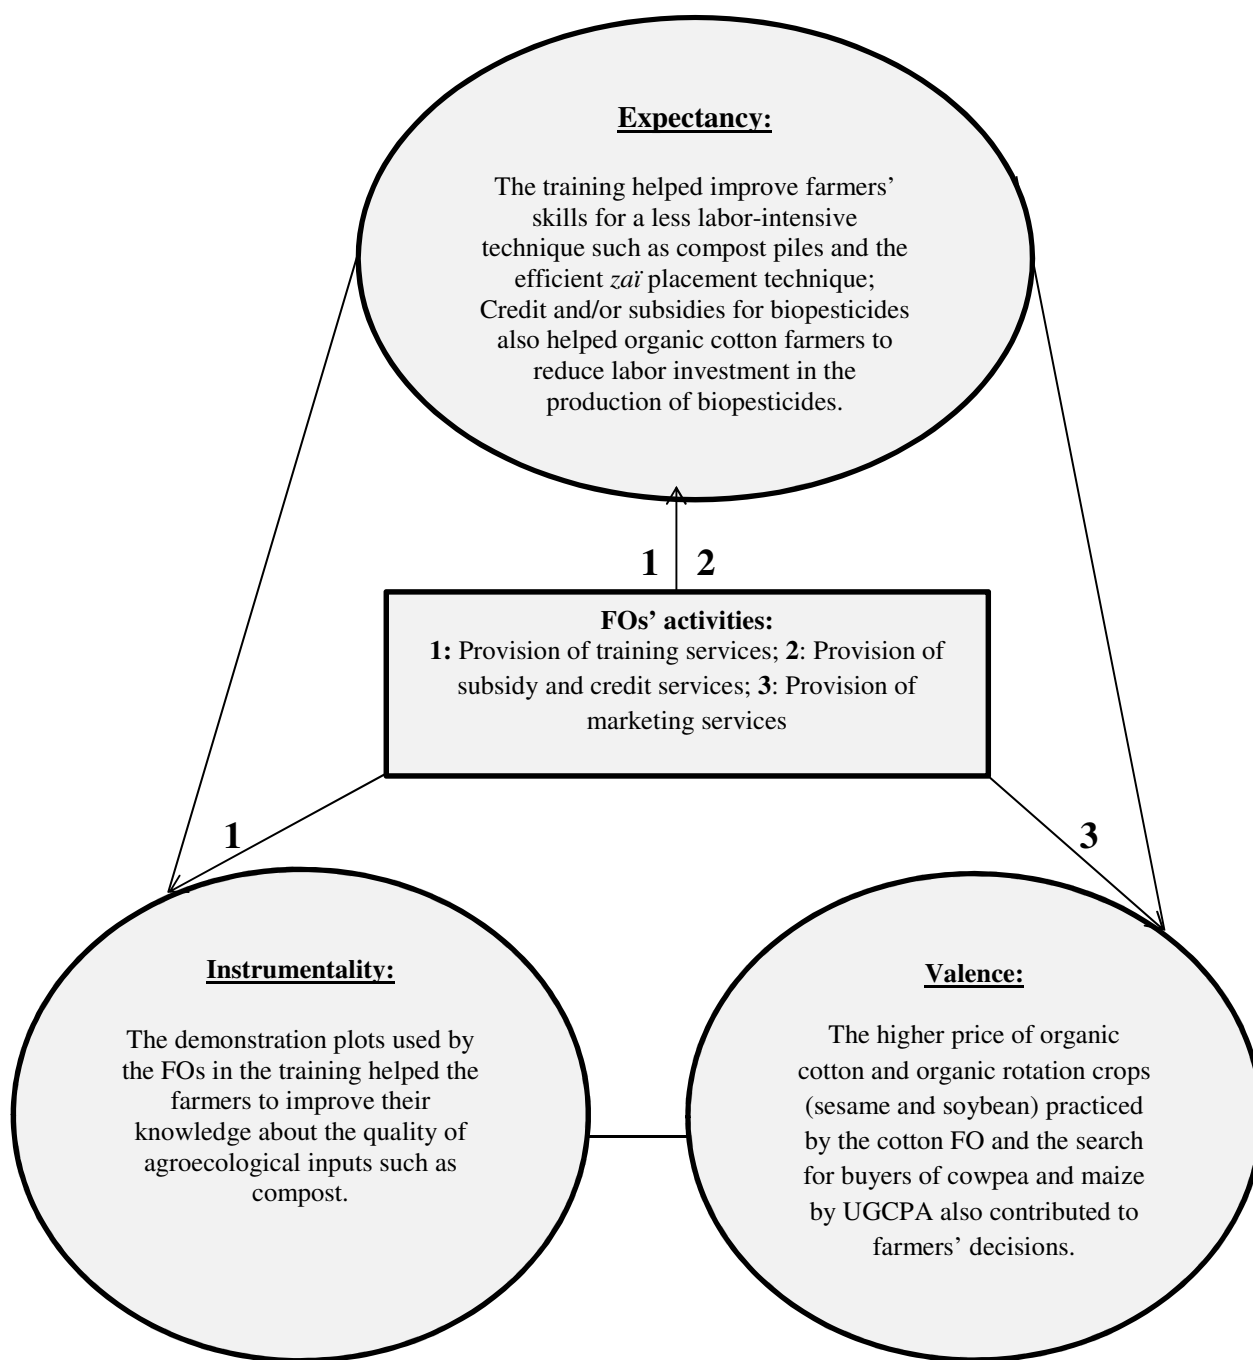 Expectancy:
The training helped improve farmers’
skills for a less labor-intensive
technique such as compost piles and the
efficient zaï placement technique;
Credit and/or subsidies for biopesticides
also helped organic cotton farmers to
reduce labor investment in the
production of biopesticides.
1 2
FOs’ activities:
1: Provision of training services; 2: Provision of
subsidy and credit services; 3: Provision of
marketing services
1
3
Instrumentality:
The demonstration plots used by
the FOs in the training helped the
farmers to improve their
knowledge about the quality of
agroecological inputs such as
compost.
Valence:
The higher price of organic
cotton and organic rotation crops
(sesame and soybean) practiced
by the cotton FO and the search
for buyers of cowpea and maize
by UGCPA also contributed to
farmers’ decisions.